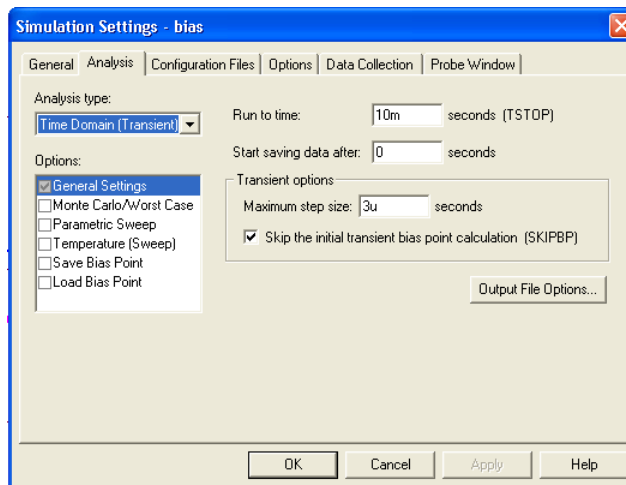 Simulation Settings - bias
General Analysis Configuration Files Options Data Collection Probe Window
Analysis type:
Time Domain (Transient)
Options:
General Settings
Monte Carlo/Worst Case
Parametric Sweep
Temperature (Sweep)
Save Bias Point
Load Bias Point
Run to time: 10m seconds (TSTOP)
Start saving data after: 0 seconds
Transient options
Maximum step size: 3u seconds
Skip the initial transient bias point calculation (SKIPBP)
Output File Options...
OK Cancel Apply Help